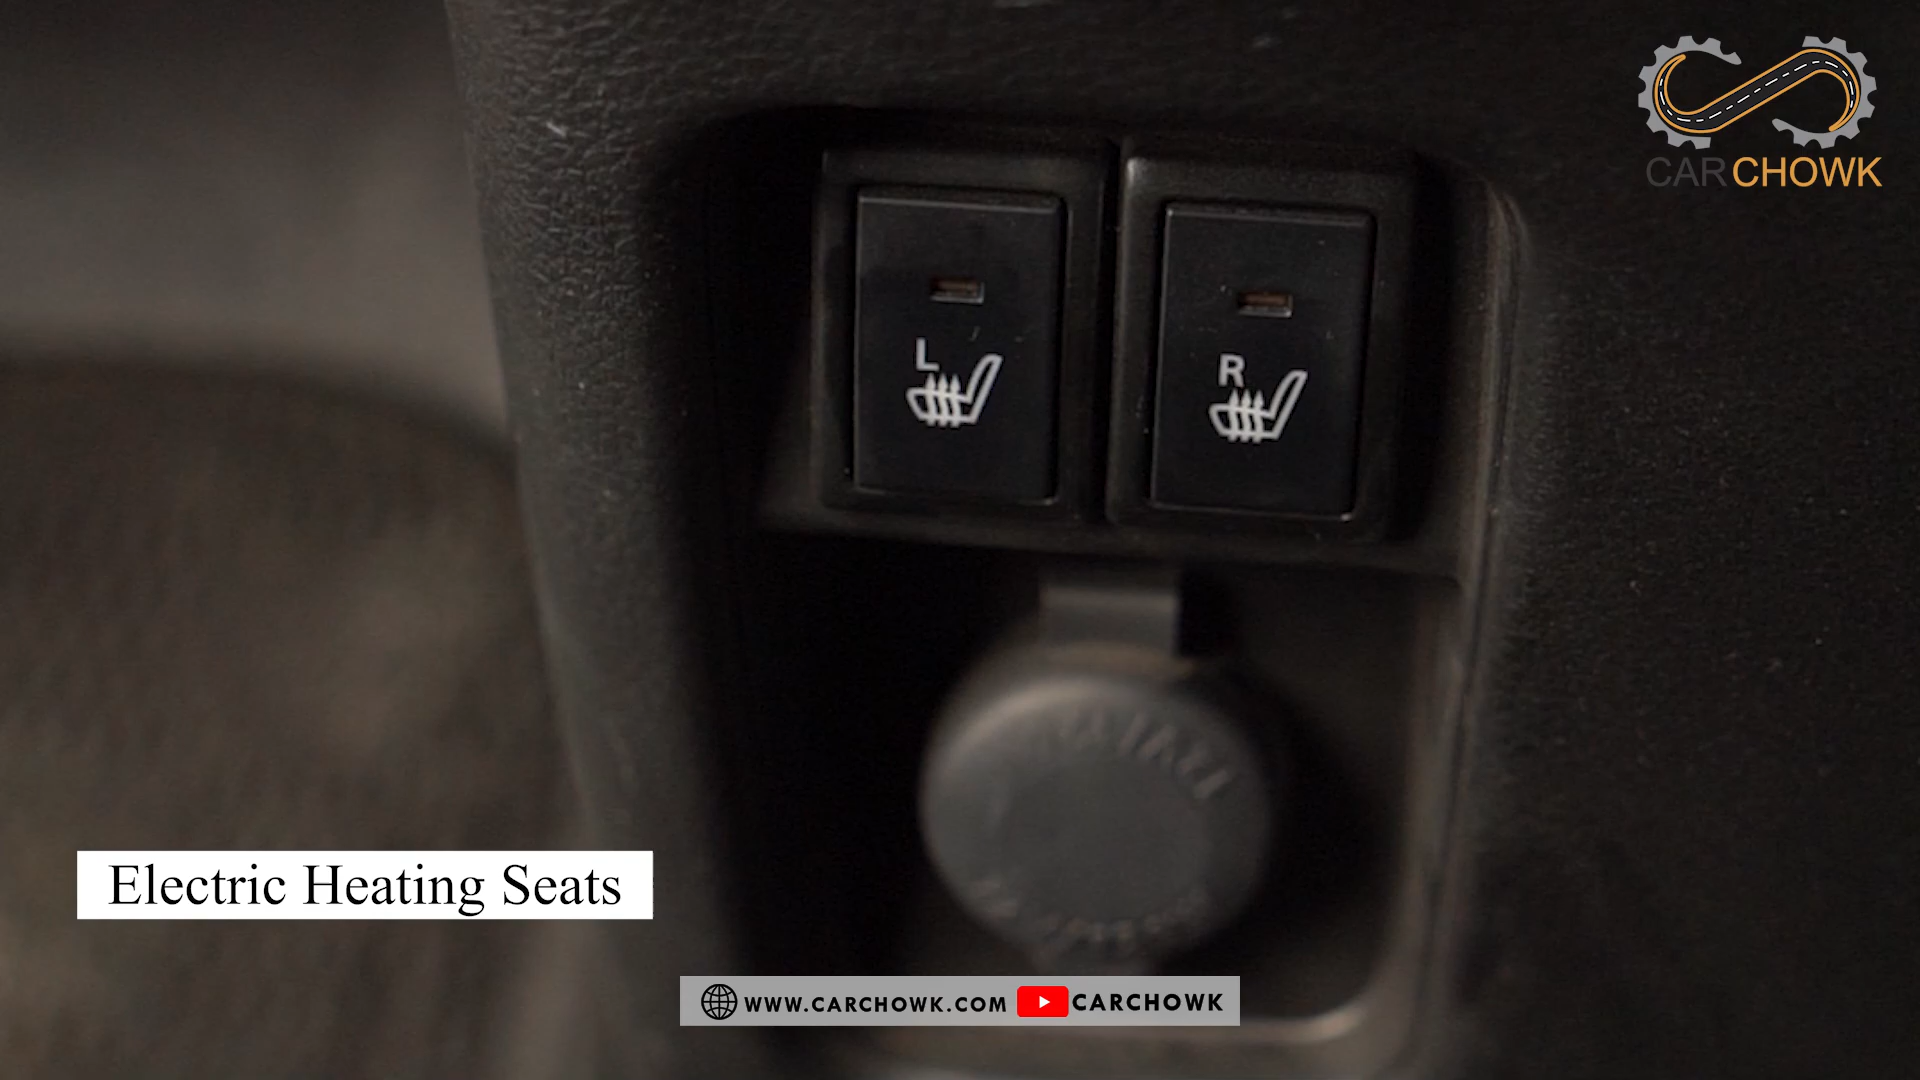 CARCHOWK
L
R
Electric Heating Seats
WWW.CARCHOWK.COM CARCHOWK